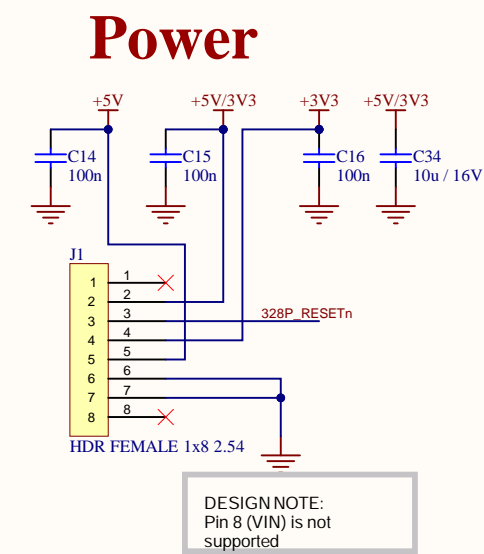 Power
+5V +5V/3V3 +3V3 +5V/3V3
C14 C15 C16 C34
100n 100n 100n 10u / 16V
J1
1 1
2 2
3 3 328P_RESETn
4 4
5 5
6 6
7 7
8 8
HDR FEMALE 1x8 2.54
DESIGN NOTE:
Pin 8 (VIN) is not
supported